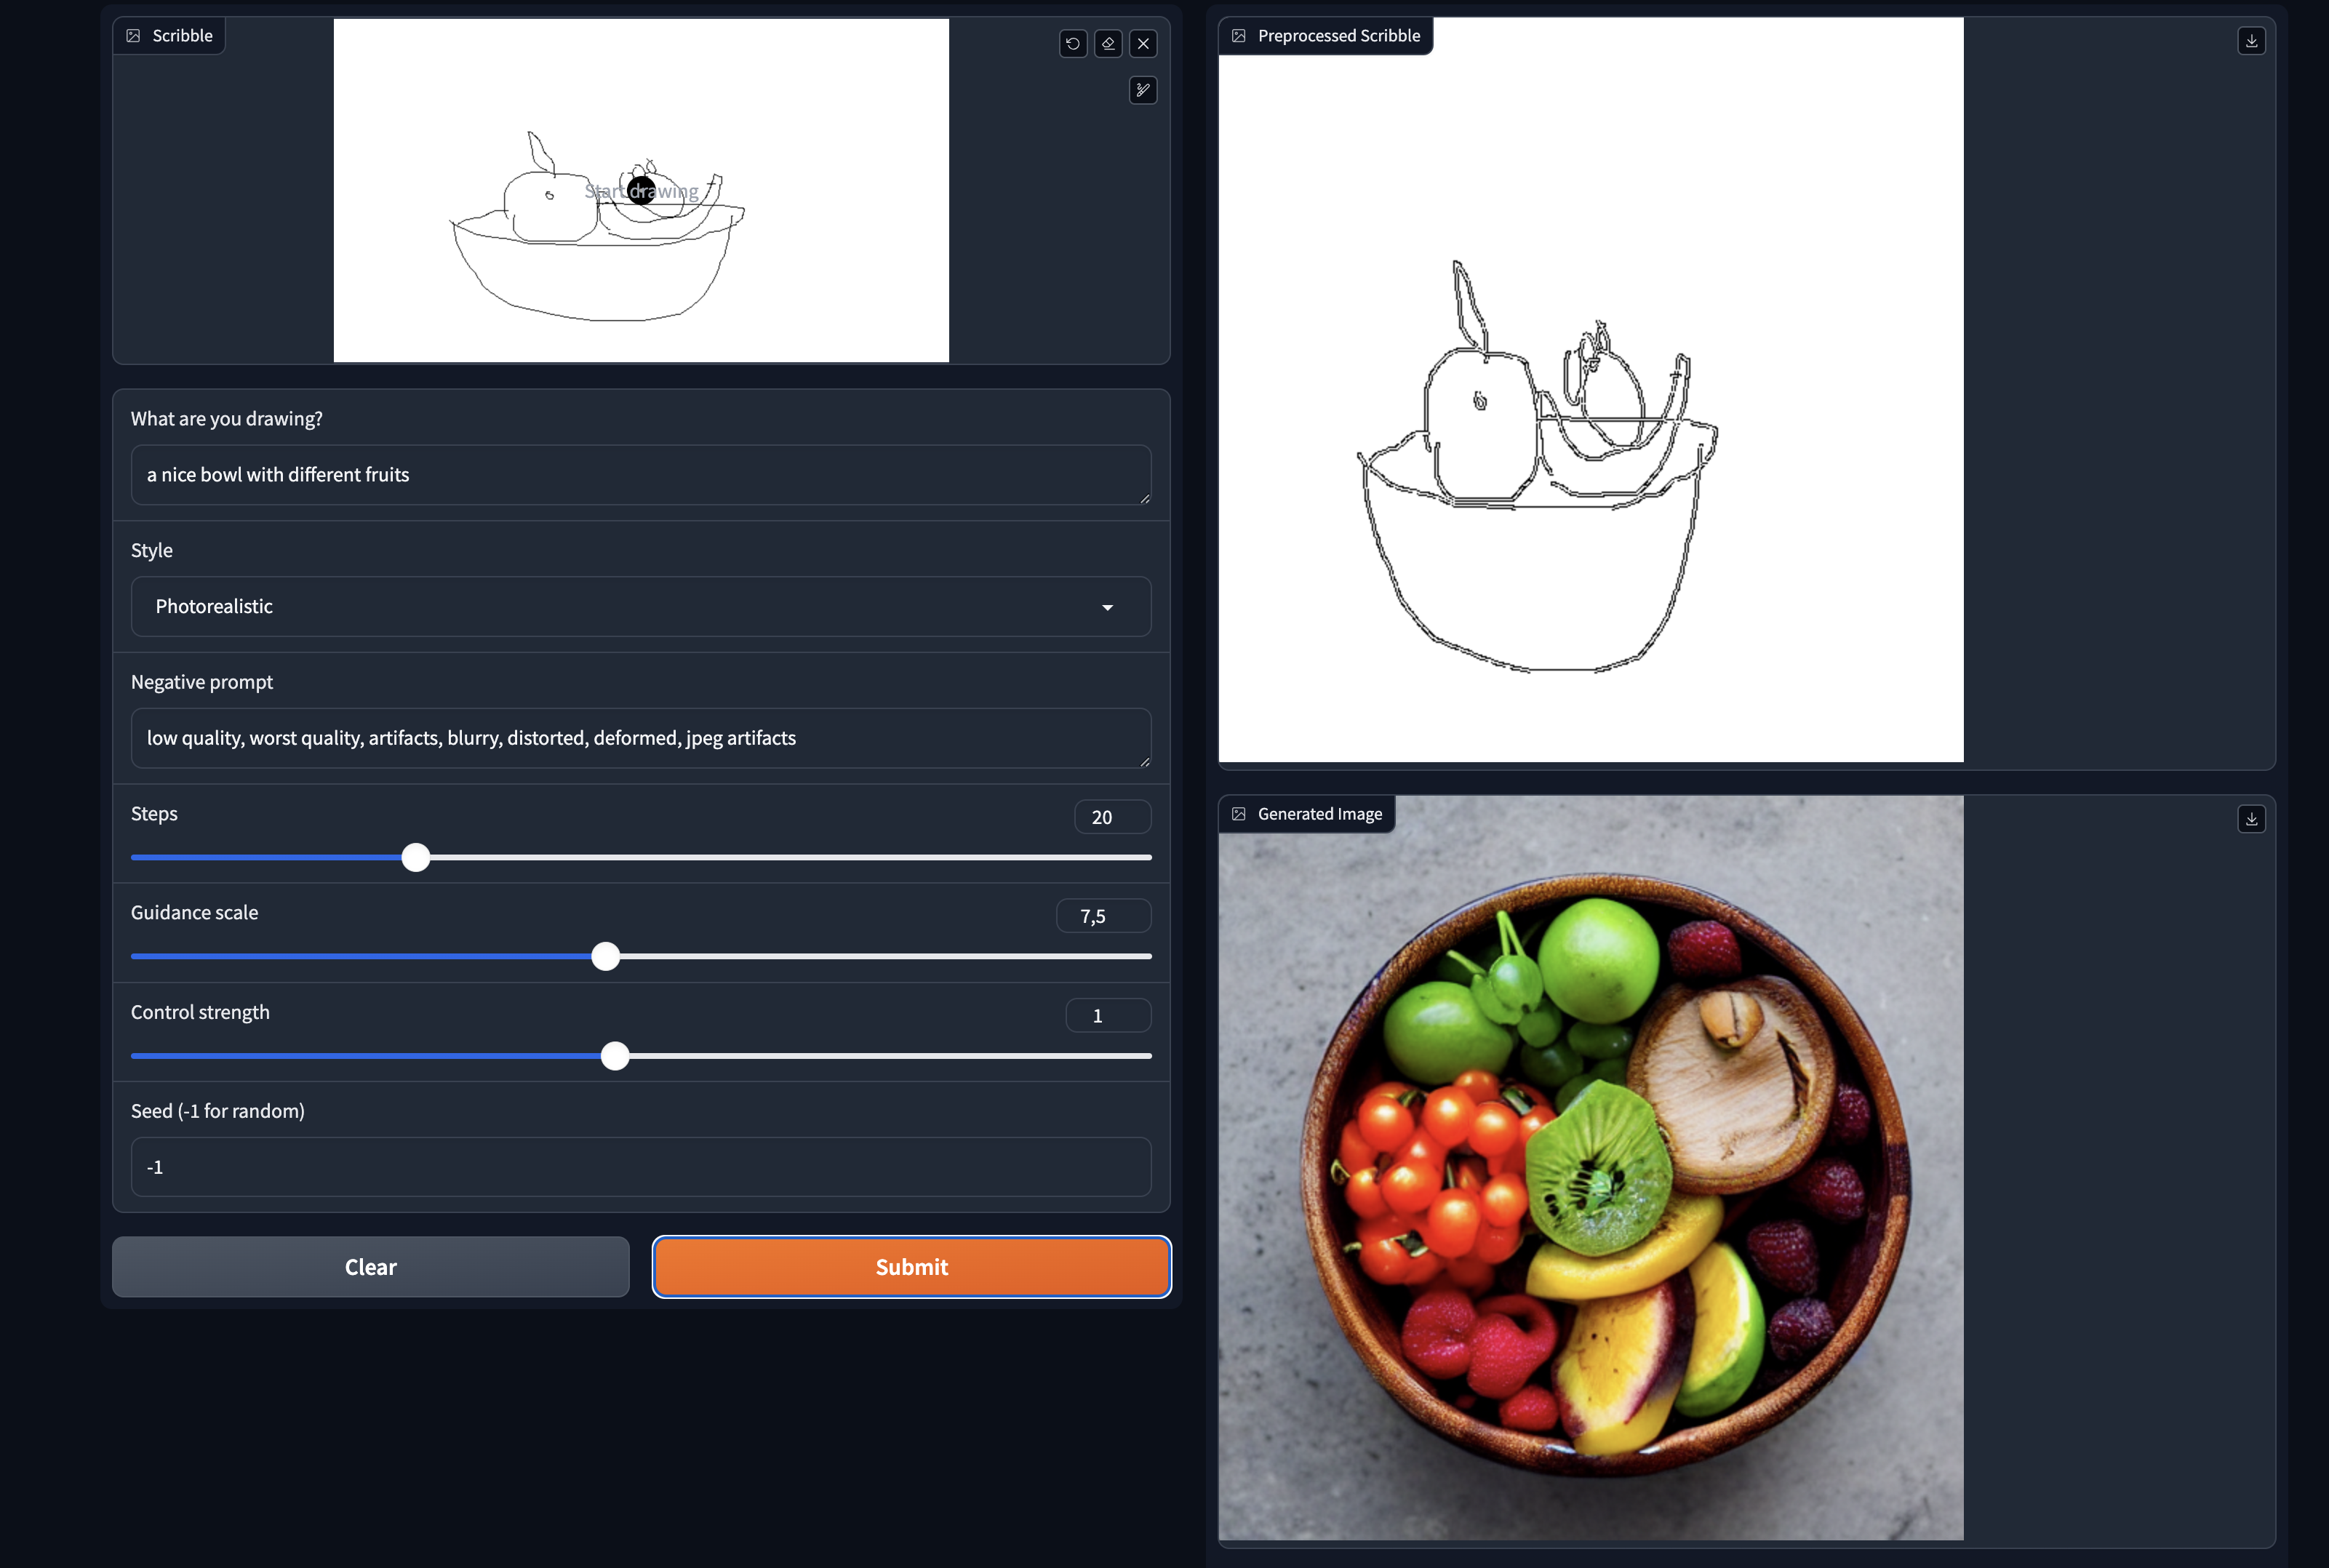 Scribble
Start drawing
What are you drawing?
a nice bowl with different fruits
Style
Photorealistic
Negative prompt
low quality, worst quality, artifacts, blurry, distorted, deformed, jpeg artifacts
Steps
20
Guidance scale
7,5
Control strength
1
Seed (-1 for random)
-1
Clear
Submit
Preprocessed Scribble
Generated Image